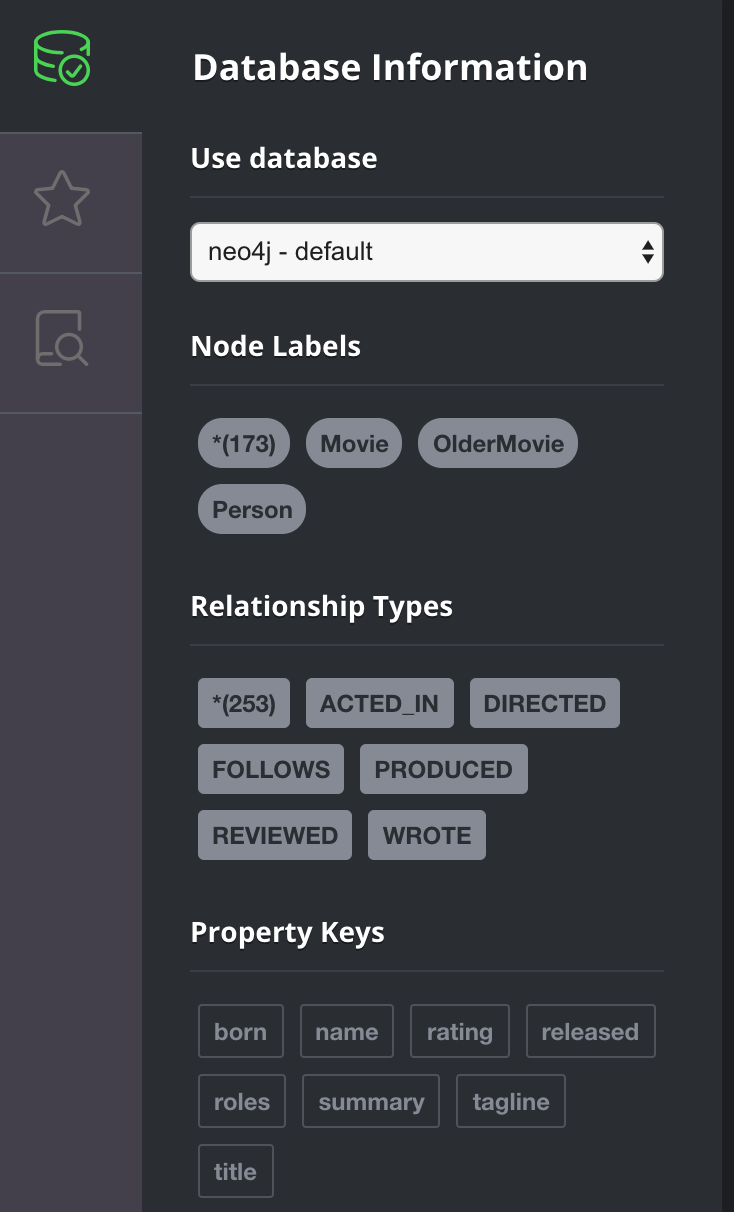 Database Information
Use database
neo4j - default
Node Labels
*(173) Movie OlderMovie
Person
Relationship Types
*(253) ACTED_IN DIRECTED
FOLLOWS PRODUCED
REVIEWED WROTE
Property Keys
born name rating released
roles summary tagline
title